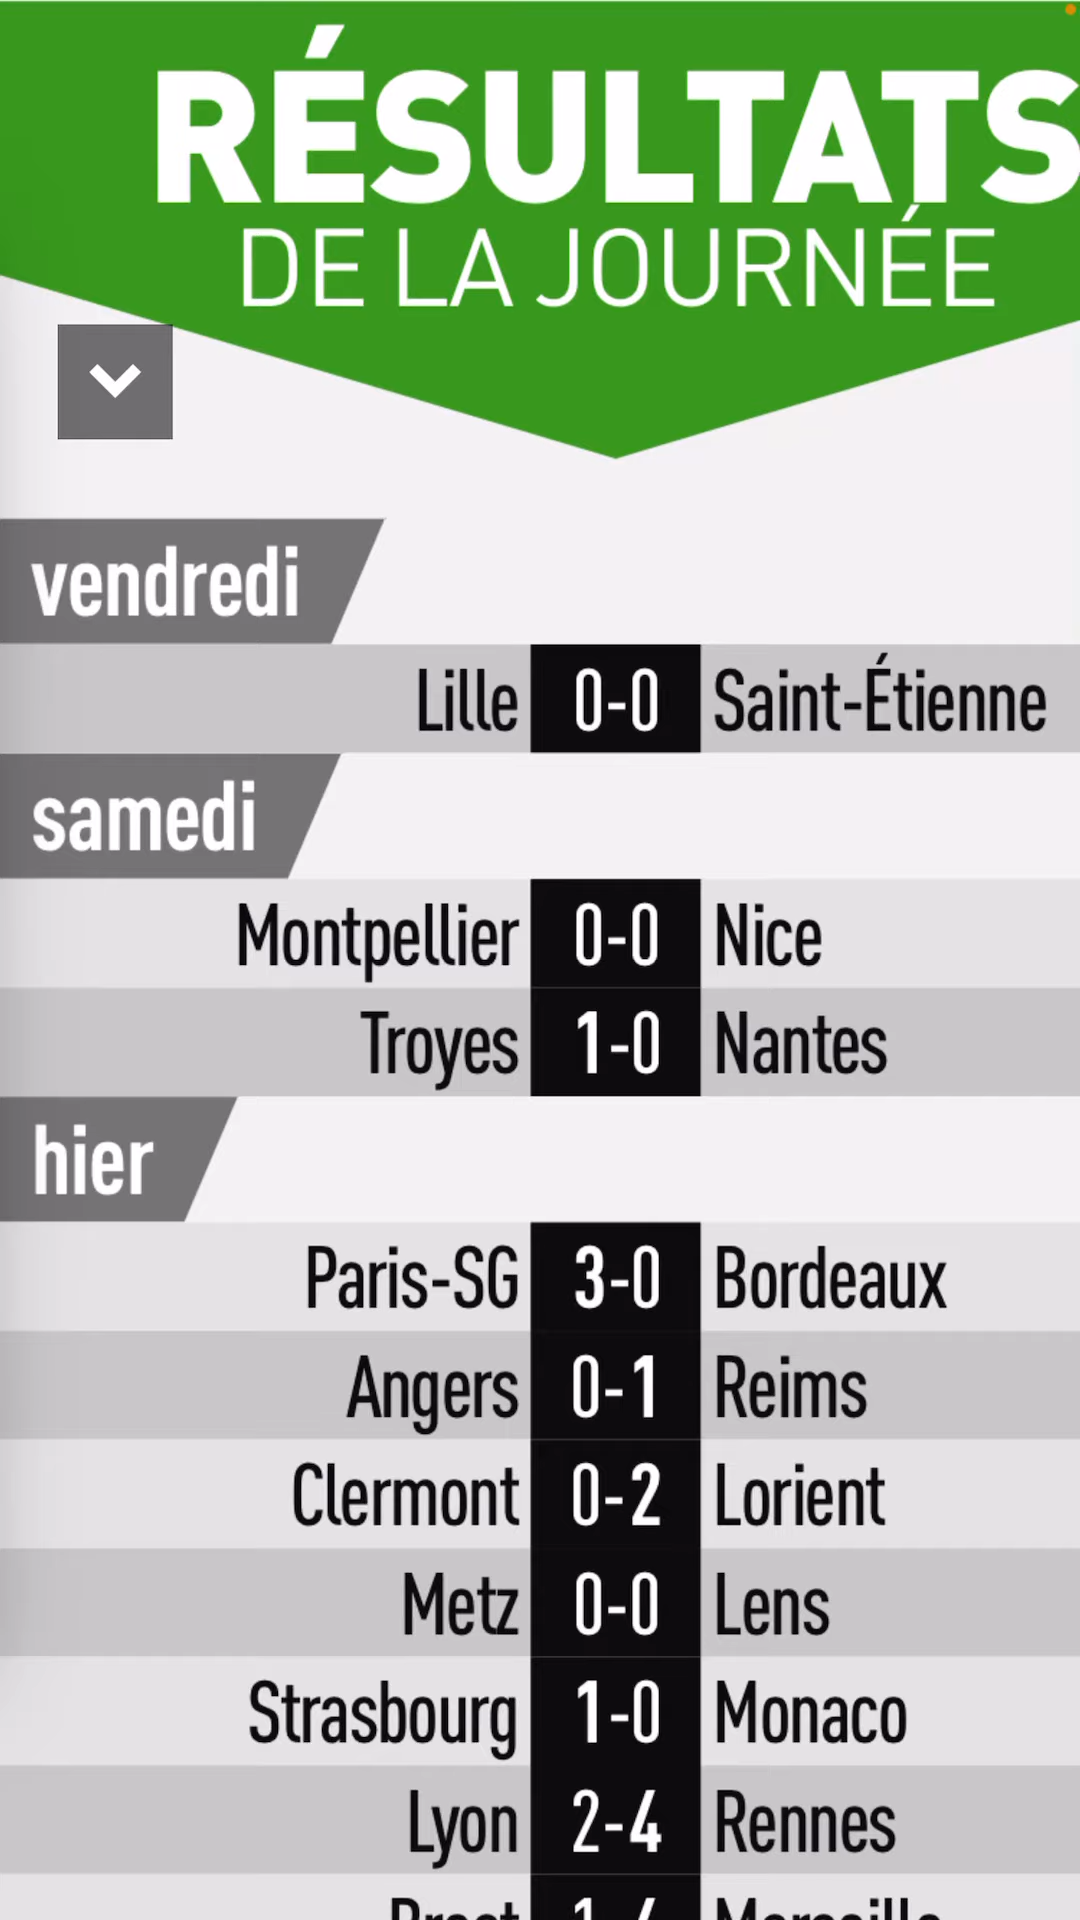 RÉSULTATS
DE LA JOURNÉE
vendredi
Lille 0-0 Saint-Étienne
samedi
Montpellier 0-0 Nice
Troyes 1-0 Nantes
hier
Paris-SG 3-0 Bordeaux
Angers 0-1 Reims
Clermont 0-2 Lorient
Metz 0-0 Lens
Strasbourg 1-0 Monaco
Lyon 2-4 Rennes
Brest 1-4 Marseille